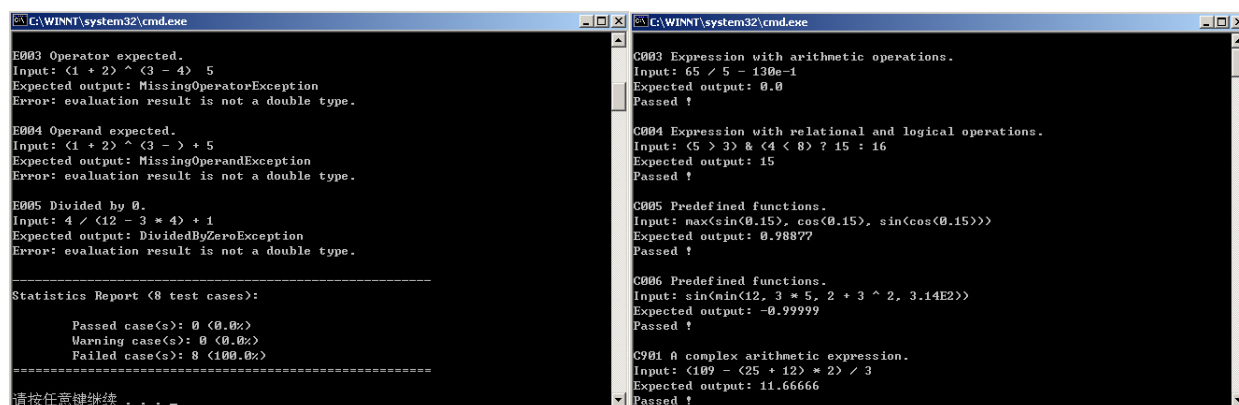 C:\WINNT\system32\cmd.exe
E003 Operator expected.
Input: (1 + 2) ^ (3 - 4)  5
Expected output: MissingOperatorException
Error: evaluation result is not a double type.
E004 Operand expected.
Input: (1 + 2) ^ (3 - ) + 5
Expected output: MissingOperandException
Error: evaluation result is not a double type.
E005 Divided by 0.
Input: 4 / (12 - 3 * 4) + 1
Expected output: DividedByZeroException
Error: evaluation result is not a double type.
--------------------------------------------------------
Statistics Report (8 test cases):
Passed case(s): 0 (0.0%)
Warning case(s): 0 (0.0%)
Failed case(s): 8 (100.0%)
========================================================
请按任意键继续 . . . _
C:\WINNT\system32\cmd.exe
C003 Expression with arithmetic operations.
Input: 65 / 5 - 130e-1
Expected output: 0.0
Passed !
C004 Expression with relational and logical operations.
Input: (5 > 3) & (4 < 8) ? 15 : 16
Expected output: 15
Passed !
C005 Predefined functions.
Input: max(sin(0.15), cos(0.15), sin(cos(0.15)))
Expected output: 0.98877
Passed !
C006 Predefined functions.
Input: sin(min(12, 3 * 5, 2 + 3 ^ 2, 3.14E2))
Expected output: -0.99999
Passed !
C901 A complex arithmetic expression.
Input: (109 - (25 + 12) * 2) / 3
Expected output: 11.66666
Passed !